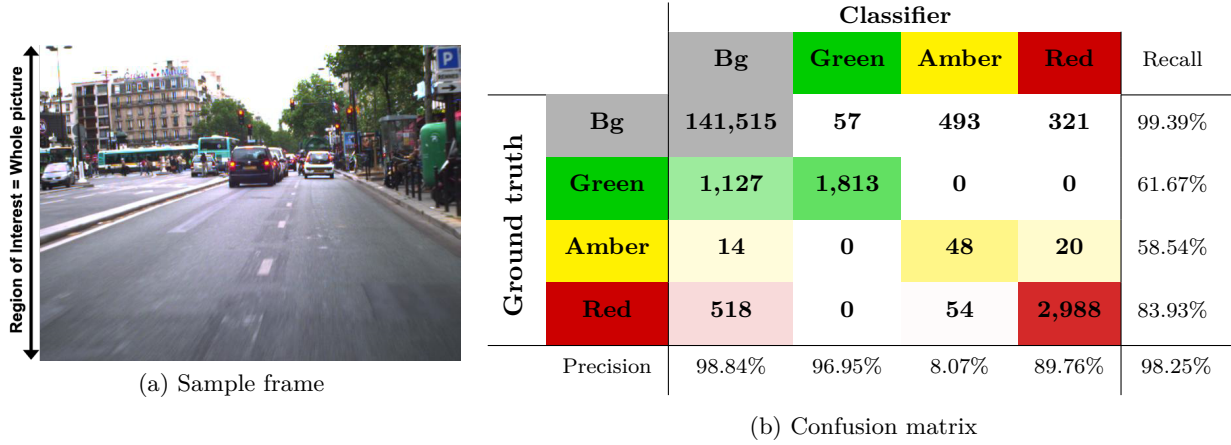 Region of Interest = Whole picture
P
(a) Sample frame
Classifier
Bg Green Amber Red Recall
Ground truth
Bg 141,515 57 493 321 99.39%
Green 1,127 1,813 0 0 61.67%
Amber 14 0 48 20 58.54%
Red 518 0 54 2,988 83.93%
Precision 98.84% 96.95% 8.07% 89.76% 98.25%
(b) Confusion matrix